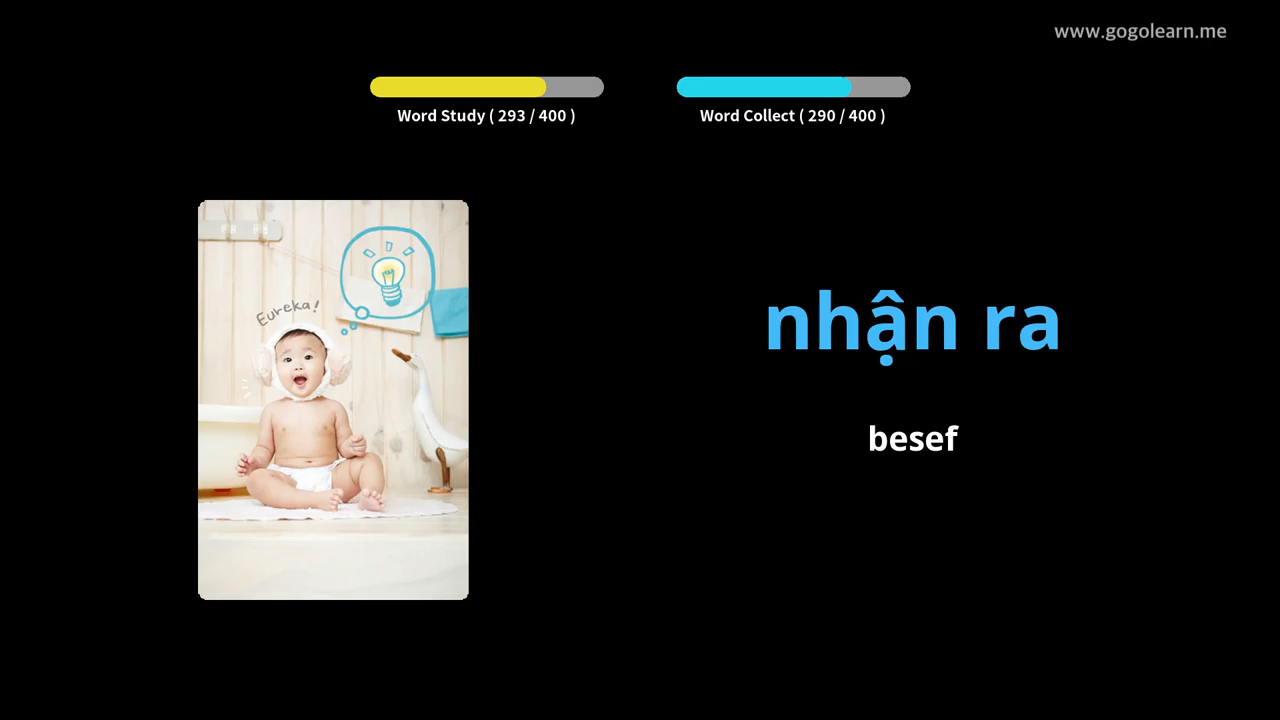 www.gogolearn.me
Word Study ( 293 / 400 )
Word Collect ( 290 / 400 )
Eureka!
nhận ra
besef